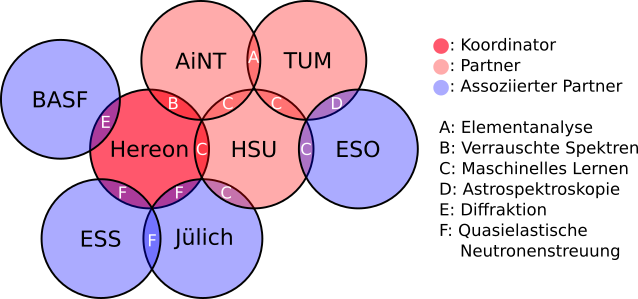 AiNT
A
TUM
BASF
B
C
C
D
E
Hereon
C
HSU
C
ESO
F
F
C
ESS
F
Jülich
: Koordinator
: Partner
: Assoziierter Partner
A: Elementanalyse
B: Verrauschte Spektren
C: Maschinelles Lernen
D: Astrospektroskopie
E: Diffraktion
F: Quasielastische
Neutronenstreuung